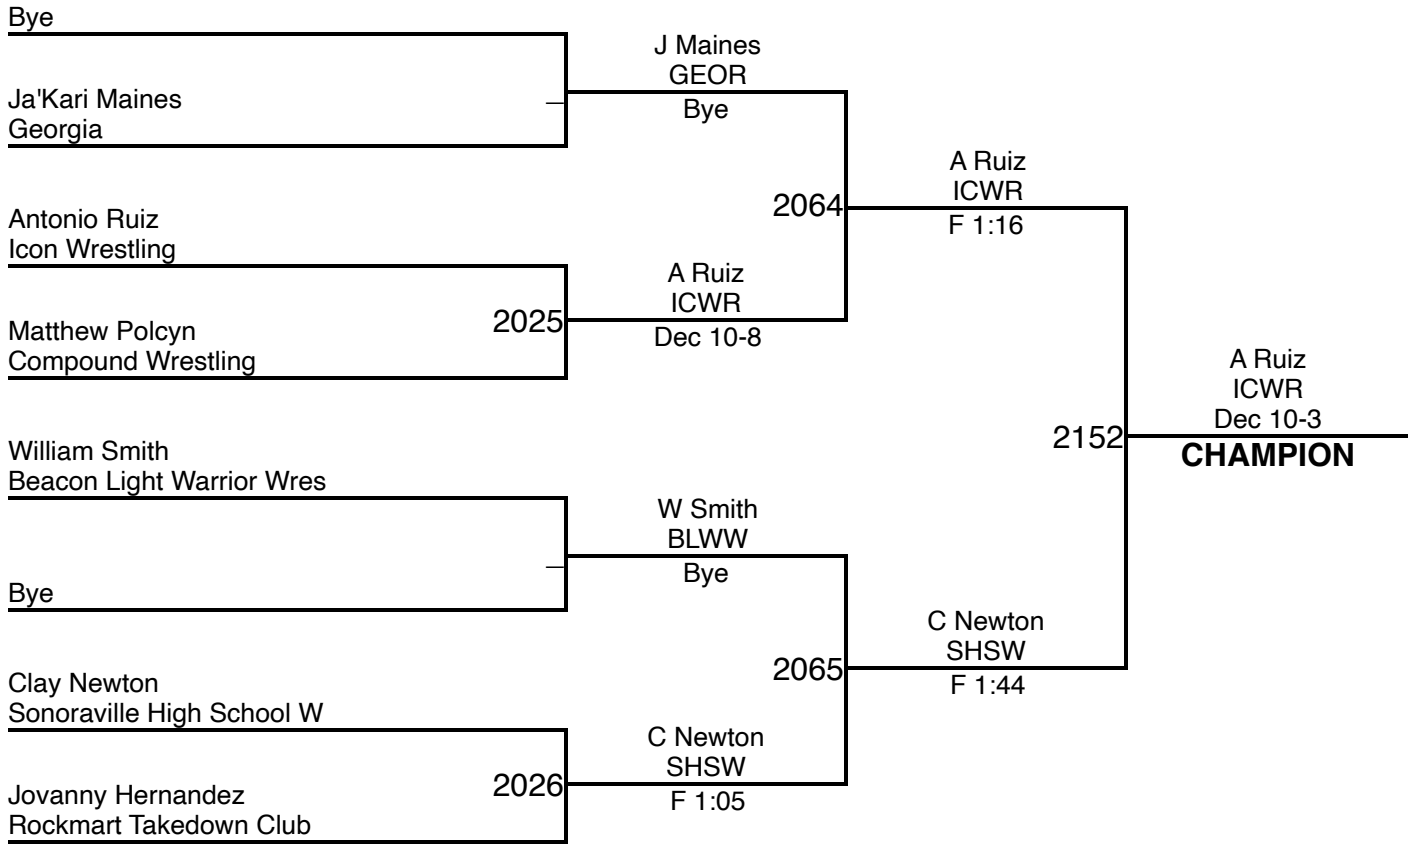 Bye
Ja'Kari Maines
Georgia
Antonio Ruiz
Icon Wrestling
Matthew Polcyn
Compound Wrestling
William Smith
Beacon Light Warrior Wres
Bye
Clay Newton
Sonoraville High School W
Jovanny Hernandez
Rockmart Takedown Club
_
2025
_
2026
J Maines
GEOR
Bye
A Ruiz
ICWR
Dec 10-8
W Smith
BLWW
Bye
C Newton
SHSW
F 1:05
2064
2065
A Ruiz
ICWR
F 1:16
C Newton
SHSW
F 1:44
2152
A Ruiz
ICWR
Dec 10-3
CHAMPION